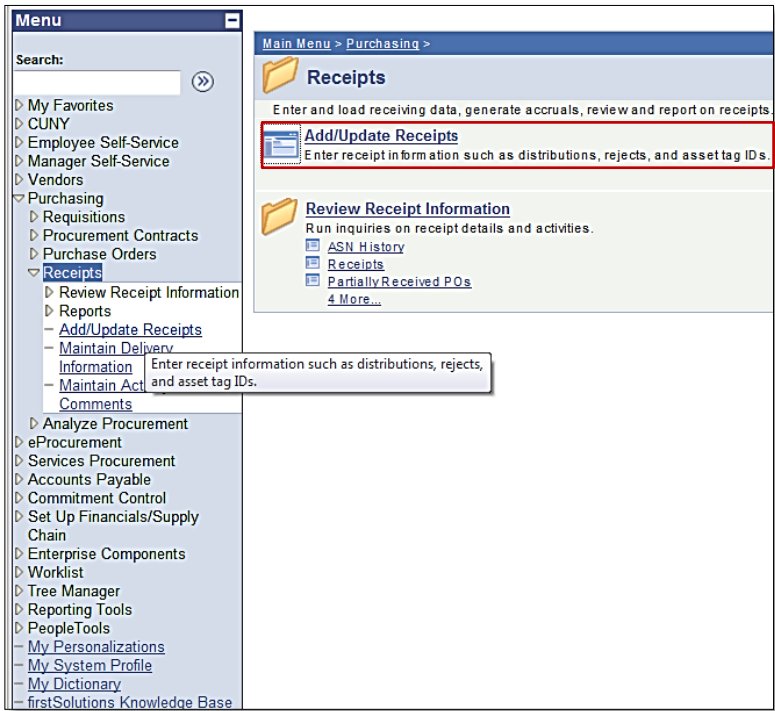 Menu
Search:
My Favorites
CUNY
Employee Self-Service
Manager Self-Service
Vendors
Purchasing
Requisitions
Procurement Contracts
Purchase Orders
Receipts
Review Receipt Information
Reports
Add/Update Receipts
Maintain Delivery
Information
Maintain Act
Comments
Analyze Procurement
eProcurement
Services Procurement
Accounts Payable
Commitment Control
Set Up Financials/Supply
Chain
Enterprise Components
Worklist
Tree Manager
Reporting Tools
PeopleTools
My Personalizations
My System Profile
My Dictionary
firstSolutions Knowledge Base
Enter receipt information such as distributions, rejects,
and asset tag IDs.
Main Menu > Purchasing >
Receipts
Enter and load receiving data, generate accruals, review and report on receipts.
Add/Update Receipts
Enter receipt information such as distributions, rejects, and asset tag IDs.
Review Receipt Information
Run inquiries on receipt details and activities.
ASN History
Receipts
Partially Received POs
4 More...